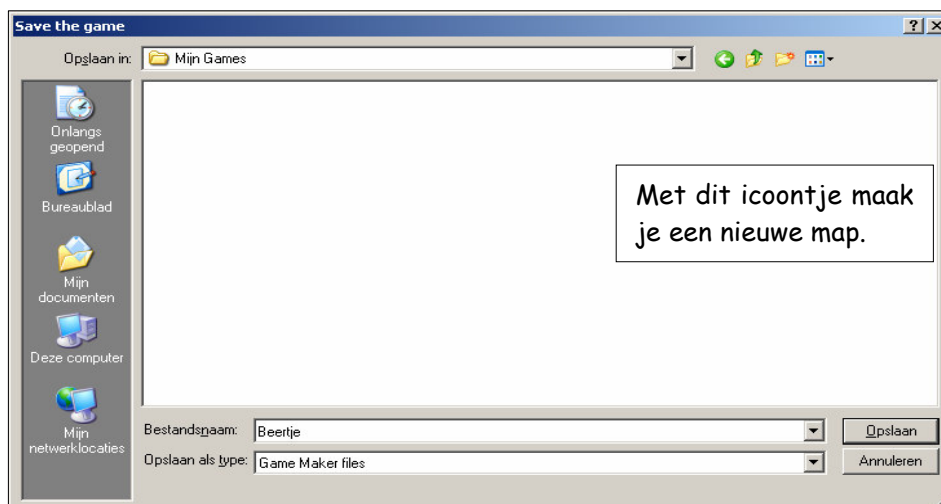 Save the game
Opslaan in:
Mijn Games
Onlangs
geopend
Bureaublad
Mijn
documenten
Deze computer
Mijn
netwerklocaties
Met dit icoontje maak
je een nieuwe map.
Bestandsnaam:
Beertje
Opslaan
Opslaan als type:
Game Maker files
Annuleren